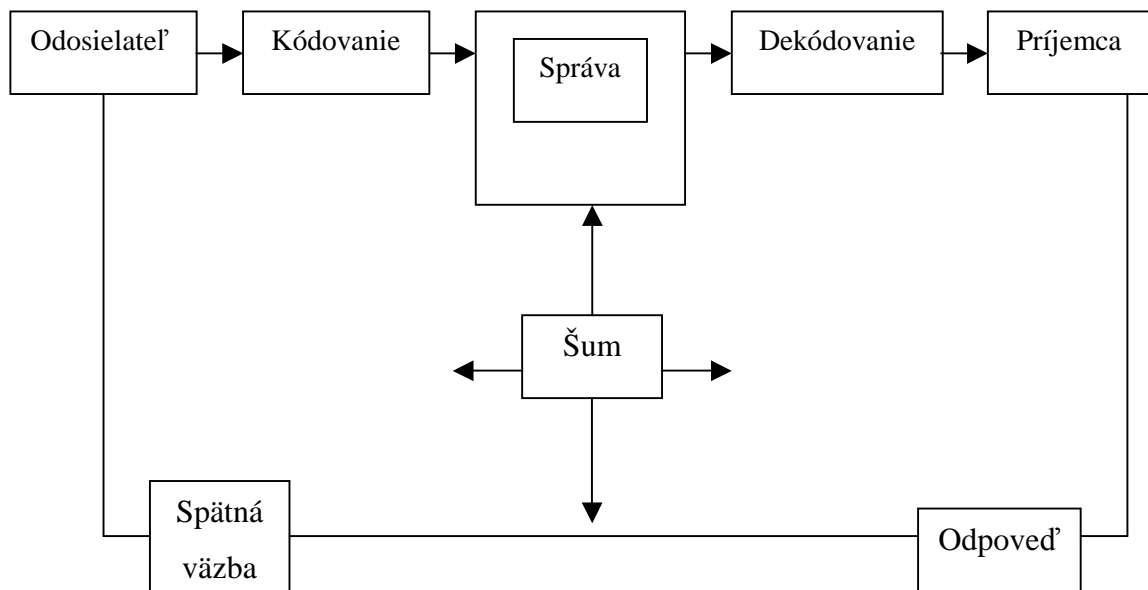 Odosielateľ
Kódovanie
Správa
Dekódovanie
Príjemca
Šum
Spätná
väzba
Odpoveď